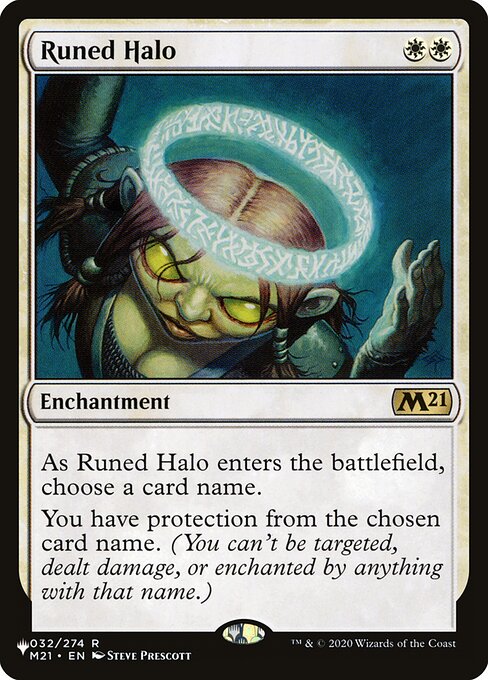 Runed Halo
Enchantment
M21
As Runed Halo enters the battlefield,
choose a card name.
You have protection from the chosen
card name. (You can't be targeted,
dealt damage, or enchanted by anything
with that name.)
032/274 R
M21 • EN Steve Prescott
™ & © 2020 Wizards of the Coast